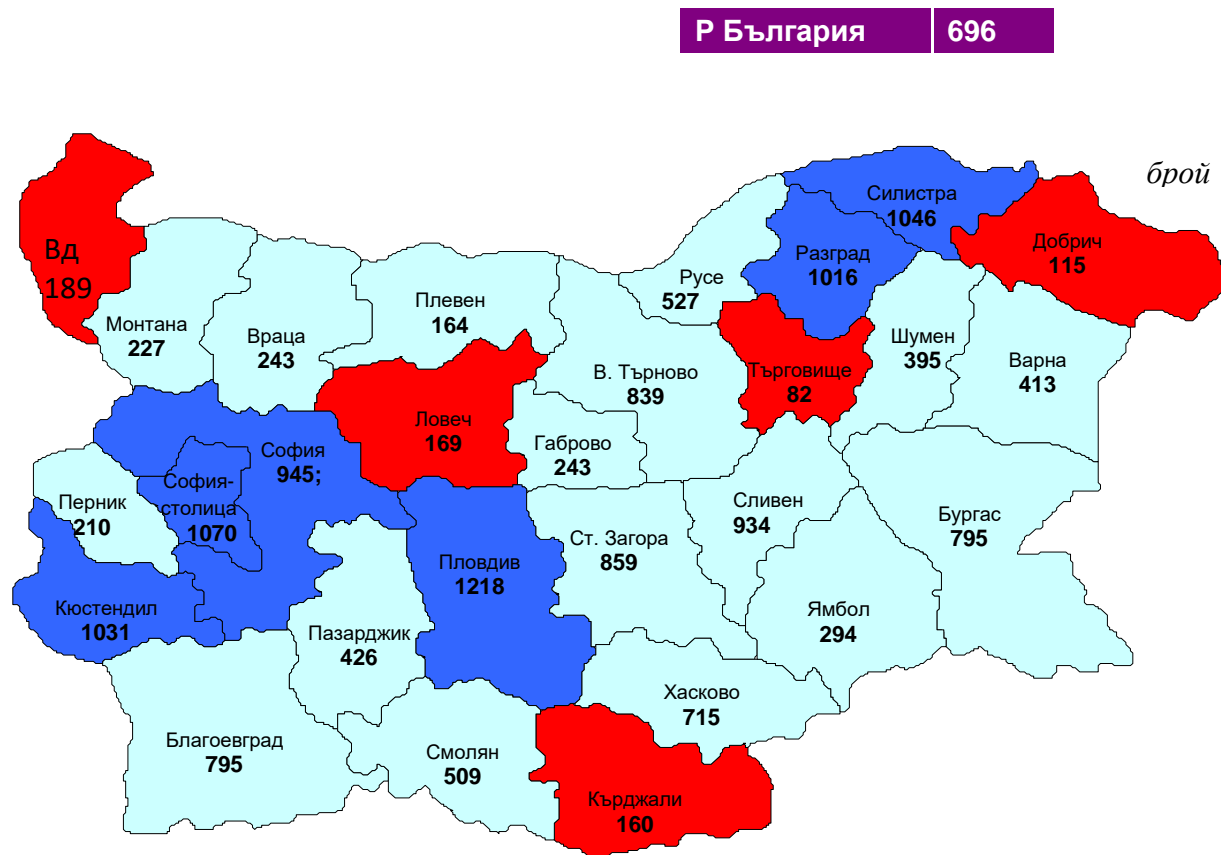 Р България 696
брой
Силистра
1046
Добрич
115
Вд
189
Разград
1016
Русе
527
Плевен
164
Монтана
227
Враца
243
Шумен
395
Варна
413
В. Търново
839
Търговище
82
Ловеч
169
Габрово
243
София
945;
София-
столица
1070
Перник
210
Сливен
934
Бургас
795
Ст. Загора
859
Пловдив
1218
Кюстендил
1031
Ямбол
294
Пазарджик
426
Хасково
715
Благоевград
795
Смолян
509
Кърджали
160